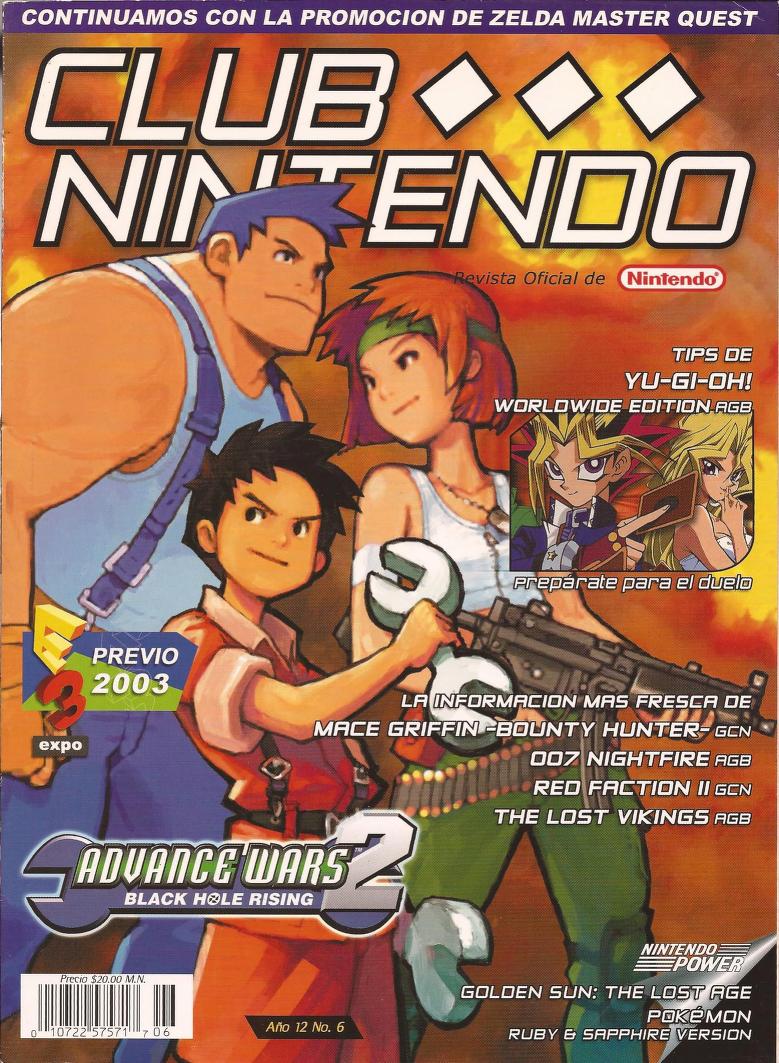 CONTINUAMOS CON LA PROMOCION DE ZELDA MASTER QUEST
CLUB
NINTENDO
Revista Oficial de Nintendo®
TIPS DE
YU-GI-OH!
WORLDWIDE EDITION AGB
Prepárate para el duelo
E3
expo
PREVIO
2003
LA INFORMACION MAS FRESCA DE
MACE GRIFFIN -BOUNTY HUNTER- GCN
007 NIGHTFIRE AGB
RED FACTION II GCN
THE LOST VIKINGS AGB
ADVANCE WARS 2™
BLACK HOLE RISING
NINTENDO
POWER
GOLDEN SUN: THE LOST AGE
POKÉMON
RUBY & SAPPHIRE VERSION
Precio $20.00 M.N.
0 10722 57571 7 06
Año 12 No. 6